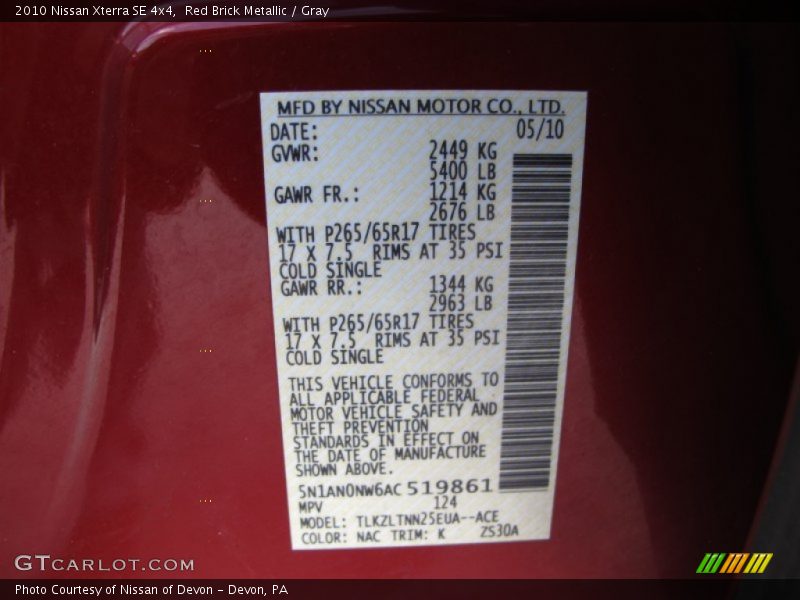 2010 Nissan Xterra SE 4x4, Red Brick Metallic / Gray
MFD BY NISSAN MOTOR CO., LTD.
DATE: 05/10
GVWR: 2449 KG
5400 LB
GAWR FR.: 1214 KG
2676 LB
WITH P265/65R17 TIRES
17 X 7.5 RIMS AT 35 PSI
COLD SINGLE
GAWR RR.: 1344 KG
2963 LB
WITH P265/65R17 TIRES
17 X 7.5 RIMS AT 35 PSI
COLD SINGLE
THIS VEHICLE CONFORMS TO
ALL APPLICABLE FEDERAL
MOTOR VEHICLE SAFETY AND
THEFT PREVENTION
STANDARDS IN EFFECT ON
THE DATE OF MANUFACTURE
SHOWN ABOVE.
5N1AN0NW6AC 519861
MPV 124
MODEL: TLKZLTNN25EUA--ACE
COLOR: NAC TRIM: K ZS30A
GTCARLOT.COM
Photo Courtesy of Nissan of Devon - Devon, PA